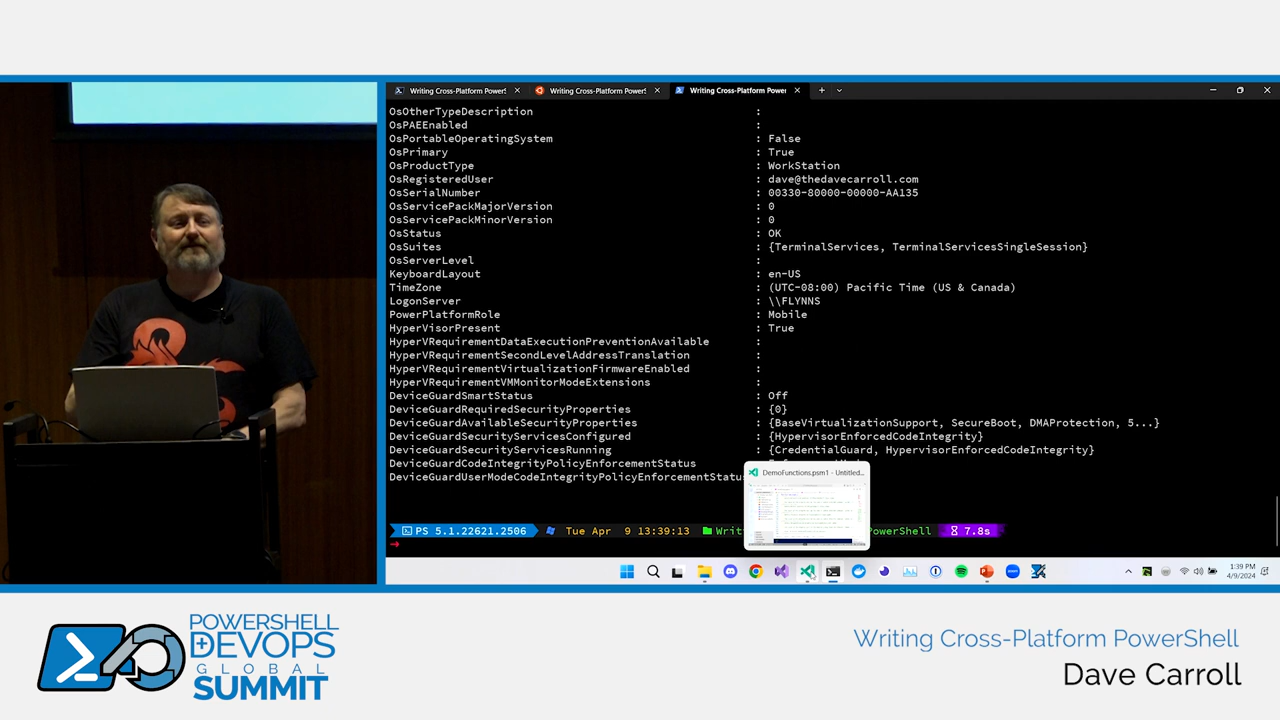 Writing Cross-Platform PowerS
Writing Cross-Platform PowerS
Writing Cross-Platform Power
OsOtherTypeDescription :
OsPAEEnabled :
OsPortableOperatingSystem : False
OsPrimary : True
OsProductType : WorkStation
OsRegisteredUser : dave@thedavecarroll.com
OsSerialNumber : 00330-80000-00000-AA135
OsServicePackMajorVersion : 0
OsServicePackMinorVersion : 0
OsStatus : OK
OsSuites : {TerminalServices, TerminalServicesSingleSession}
OsServerLevel :
KeyboardLayout : en-US
TimeZone : (UTC-08:00) Pacific Time (US & Canada)
LogonServer : \\FLYNNS
PowerPlatformRole : Mobile
HyperVisorPresent : True
HyperVRequirementDataExecutionPreventionAvailable :
HyperVRequirementSecondLevelAddressTranslation :
HyperVRequirementVirtualizationFirmwareEnabled :
HyperVRequirementVMMonitorModeExtensions :
DeviceGuardSmartStatus : Off
DeviceGuardRequiredSecurityProperties : {0}
DeviceGuardAvailableSecurityProperties : {BaseVirtualizationSupport, SecureBoot, DMAProtection, 5...}
DeviceGuardSecurityServicesConfigured : {HypervisorEnforcedCodeIntegrity}
DeviceGuardSecurityServicesRunning : {CredentialGuard, HypervisorEnforcedCodeIntegrity}
DeviceGuardCodeIntegrityPolicyEnforcementStatus
DeviceGuardUserModeCodeIntegrityPolicyEnforcementStatus
DemoFunctions.psm1 - Untitled...
PS 5.1.22621.2506 Tue Apr 9 13:39:13 Writ PowerShell 7.8s
1:39 PM
4/9/2024
POWERSHELL
DEVOPS
GLOBAL
SUMMIT
Writing Cross-Platform PowerShell
Dave Carroll